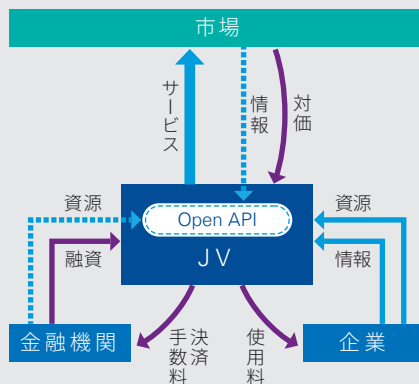 市場
サービス
情報
対価
資源
Open API
資源
融資
JV
情報
金融機関
決済
手数料
使用料
企業